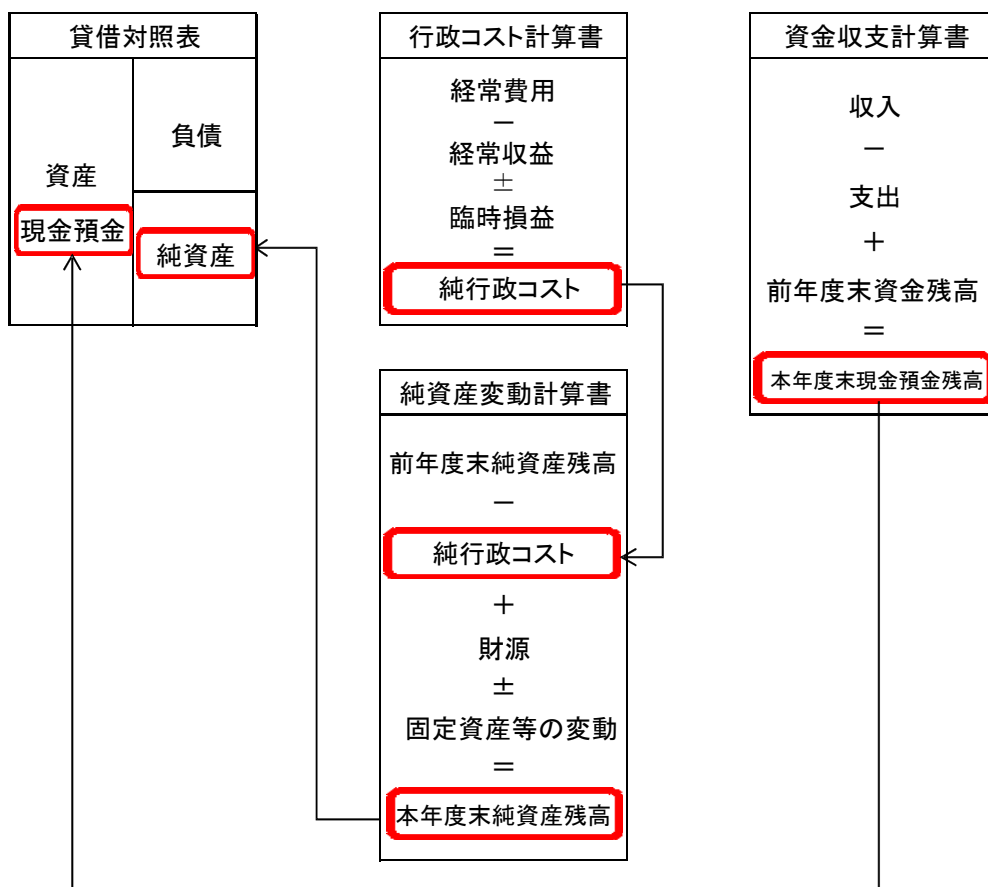 貸借対照表
資産
現金預金
負債
純資産
行政コスト計算書
経常費用
－
経常収益
±
臨時損益
＝
純行政コスト
純資産変動計算書
前年度末純資産残高
－
純行政コスト
＋
財源
±
固定資産等の変動
＝
本年度末純資産残高
資金収支計算書
収入
－
支出
＋
前年度末資金残高
＝
本年度末現金預金残高